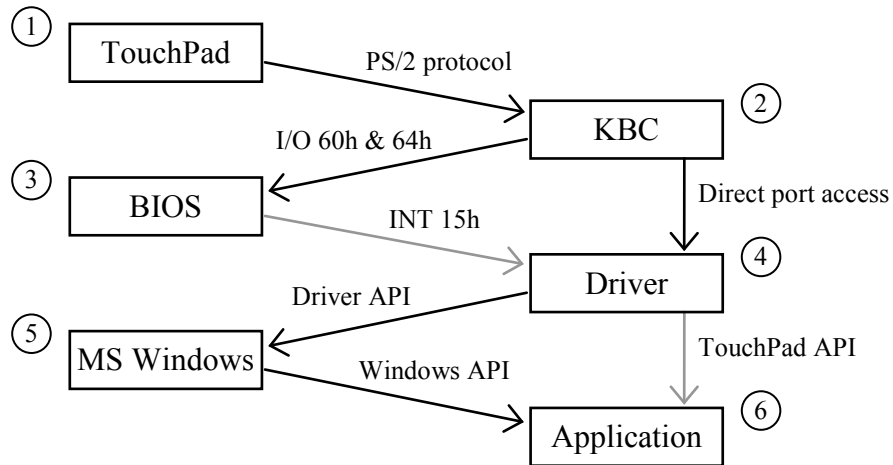 1
TouchPad
PS/2 protocol
2
KBC
I/O 60h & 64h
3
BIOS
Direct port access
INT 15h
4
Driver
Driver API
5
MS Windows
TouchPad API
Windows API
6
Application